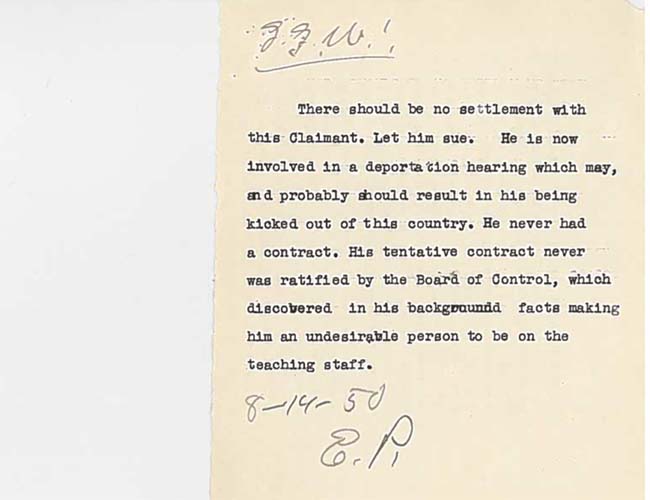 There should be no settlement with
this Claimant. Let him sue. He is now
involved in a deportation hearing which may,
and probably should result in his being
kicked out of this country. He never had
a contract. His tentative contract never
was ratified by the Board of Control, which
discovered in his backgruundd facts making
him an undesirable person to be on the
teaching staff.
8-14-50
E.P.